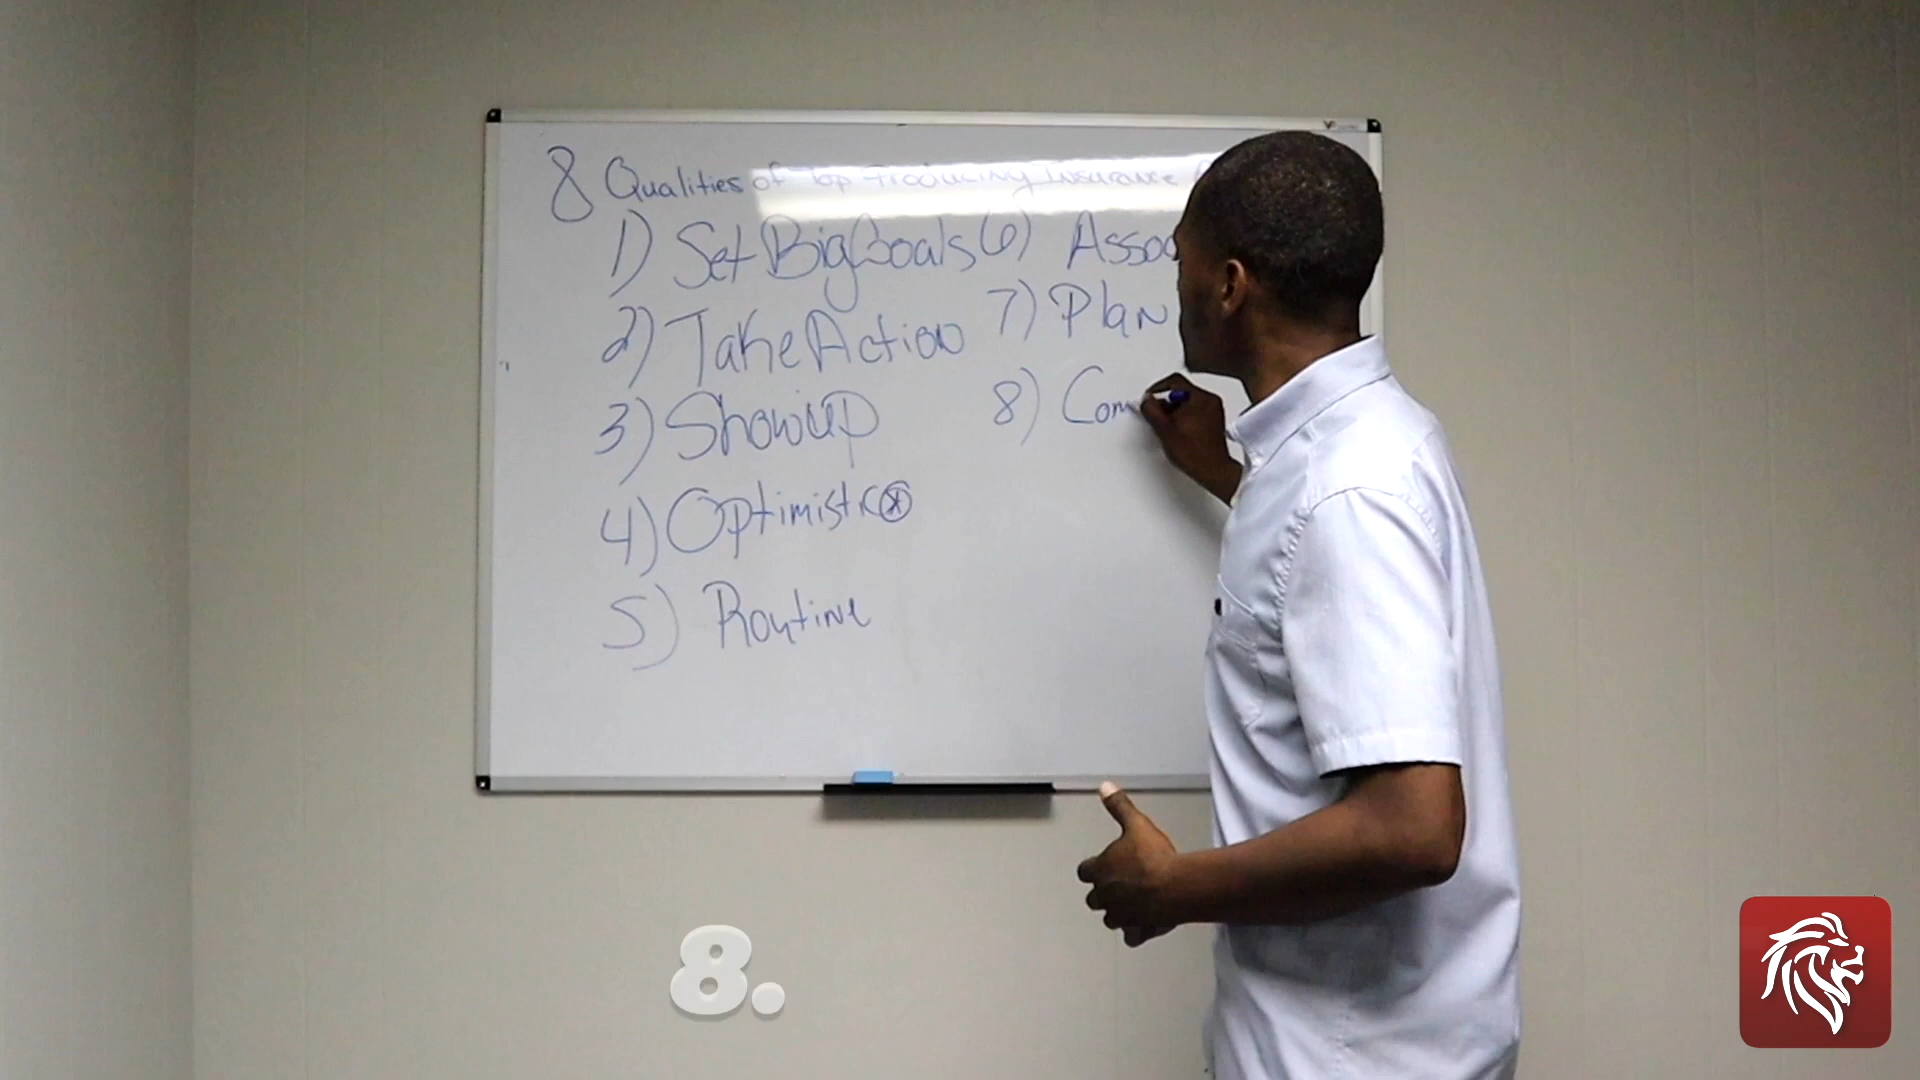 8 Qualities of Top Producing Insurance
1) Set Big Goals
2) Take Action
3) Show up
4) Optimistic
5) Routine
6) Assoc
7) Plan
8) Com
8.